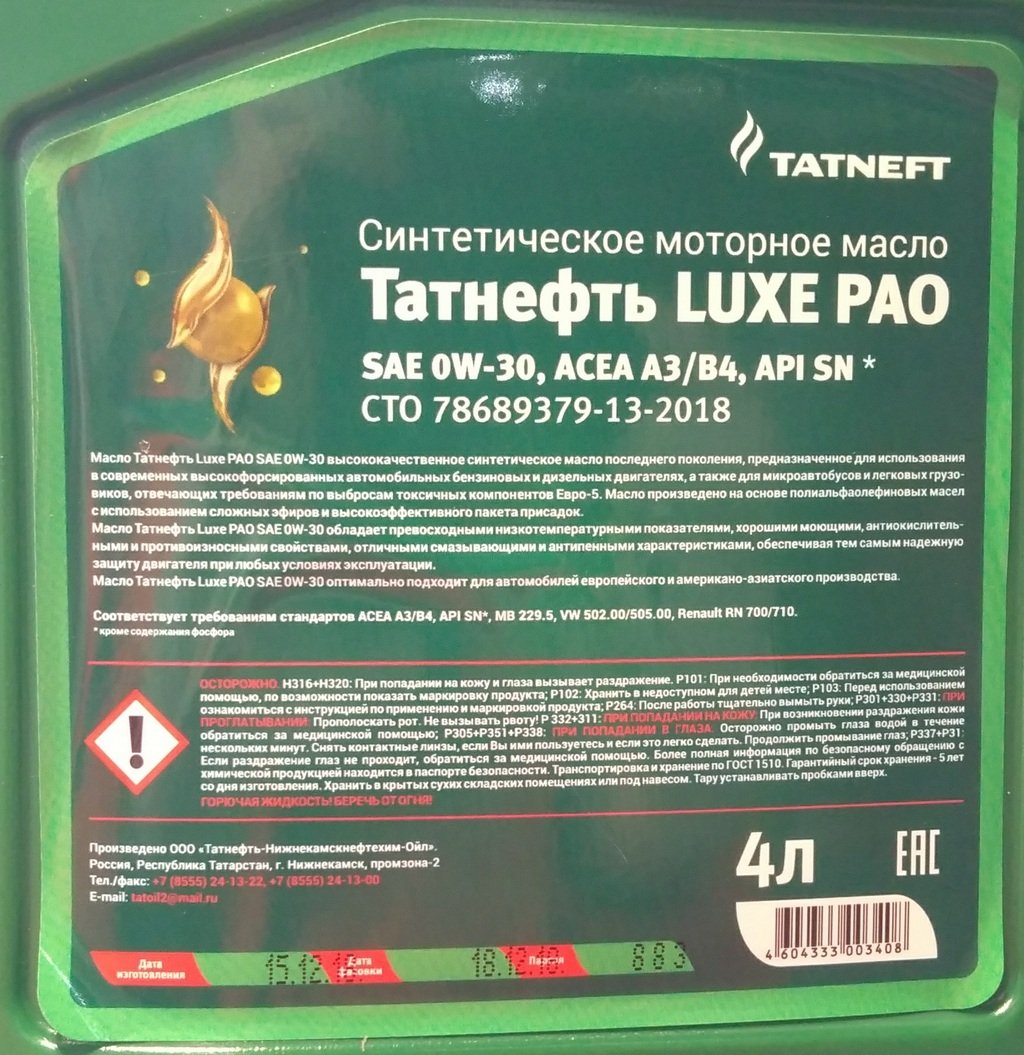 TATNEFT
Синтетическое моторное масло
Татнефть LUXE PAO
SAE 0W-30, ACEA A3/B4, API SN *
СТО 78689379-13-2018
Масло Татнефть Luxe PAO SAE 0W-30 высококачественное синтетическое масло последнего поколения, предназначенное для использования
в современных высокофорсированных автомобильных бензиновых и дизельных двигателях, а также для микроавтобусов и легковых грузо-
виков, отвечающих требованиям по выбросам токсичных компонентов Евро-5. Масло произведено на основе полиальфаолефиновых масел
с использованием сложных эфиров и высокоэффективного пакета присадок.
Масло Татнефть Luxe PAO SAE 0W-30 обладает превосходными низкотемпературными показателями, хорошими моющими, антиокислитель-
ными и противоизносными свойствами, отличными смазывающими и антипенными характеристиками, обеспечивая тем самым надежную
защиту двигателя при любых условиях эксплуатации.
Масло Татнефть Luxe PAO SAE 0W-30 оптимально подходит для автомобилей европейского и американо-азиатского производства.
Соответствует требованиям стандартов ACEA A3/B4, API SN*, MB 229.5, VW 502.00/505.00, Renault RN 700/710.
* кроме содержания фосфора
ОСТОРОЖНО. H316+H320: При попадании на кожу и глаза вызывает раздражение. P101: При необходимости обратиться за медицинской
помощью, по возможности показать маркировку продукта; P102: Хранить в недоступном для детей месте; P103: Перед использованием
ознакомиться с инструкцией по применению и маркировкой продукта; P264: После работы тщательно вымыть руки; P301+330+P331: ПРИ
ПРОГЛАТЫВАНИИ: Прополоскать рот. Не вызывать рвоту! P 332+311: ПРИ ПОПАДАНИИ НА КОЖУ: При возникновении раздражения кожи
обратиться за медицинской помощью; P305+P351+P338: ПРИ ПОПАДАНИИ В ГЛАЗА: Осторожно промыть глаза водой в течение
нескольких минут. Снять контактные линзы, если Вы ими пользуетесь и если это легко сделать. Продолжить промывание глаз; P337+P31:
Если раздражение глаз не проходит, обратиться за медицинской помощью. Более полная информация по безопасному обращению с
химической продукцией находится в паспорте безопасности. Транспортировка и хранение по ГОСТ 1510. Гарантийный срок хранения - 5 лет
со дня изготовления. Хранить в крытых сухих складских помещениях или под навесом. Тару устанавливать пробками вверх.
ГОРЮЧАЯ ЖИДКОСТЬ! БЕРЕЧЬ ОТ ОГНЯ!
Произведено ООО «Татнефть-Нижнекамскнефтехим-Ойл».
Россия, Республика Татарстан, г. Нижнекамск, промзона-2
Тел./факс: +7 (8555) 24-13-22, +7 (8555) 24-13-00
E-mail: tatoil2@mail.ru
4л
ЕАС
4 604333 003408
Дата изготовления 15.12.18. Дата фасовки 18.12.18. Партия 883